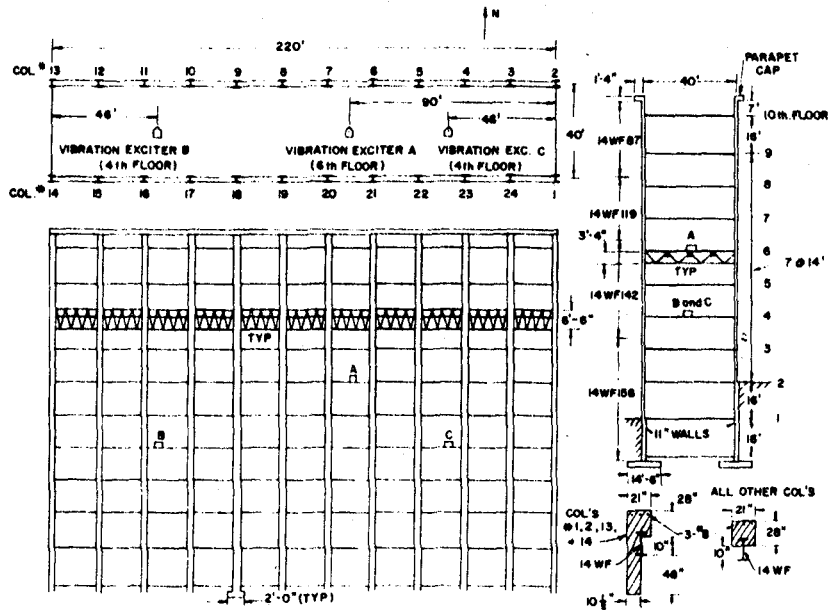 N
220'
COL.# 13 12 11 10 9 8 7 6 5 4 3 2
90'
46' 46'
40'
VIBRATION EXCITER B
(4th FLOOR)
VIBRATION EXCITER A
(6th FLOOR)
VIBRATION EXC. C
(4th FLOOR)
COL.# 14 15 16 17 18 19 20 21 22 23 24 1
TYP
6'-6"
A
B
C
2'-0" (TYP)
PARAPET
CAP
1'-4"
40'
7'
10th FLOOR
16'
9
8
7
6
5
4
3
2
1
7 @ 14'
16'
16'
14WF87
14WF119
14WF142
14WF158
3'-4"
A
TYP
B and C
11" WALLS
14'-6"
COL'S
#1,2,13,
+ 14
21"
28"
3-#8
10"
14 WF
48"
ALL OTHER COL'S
21"
28"
10"
14 WF